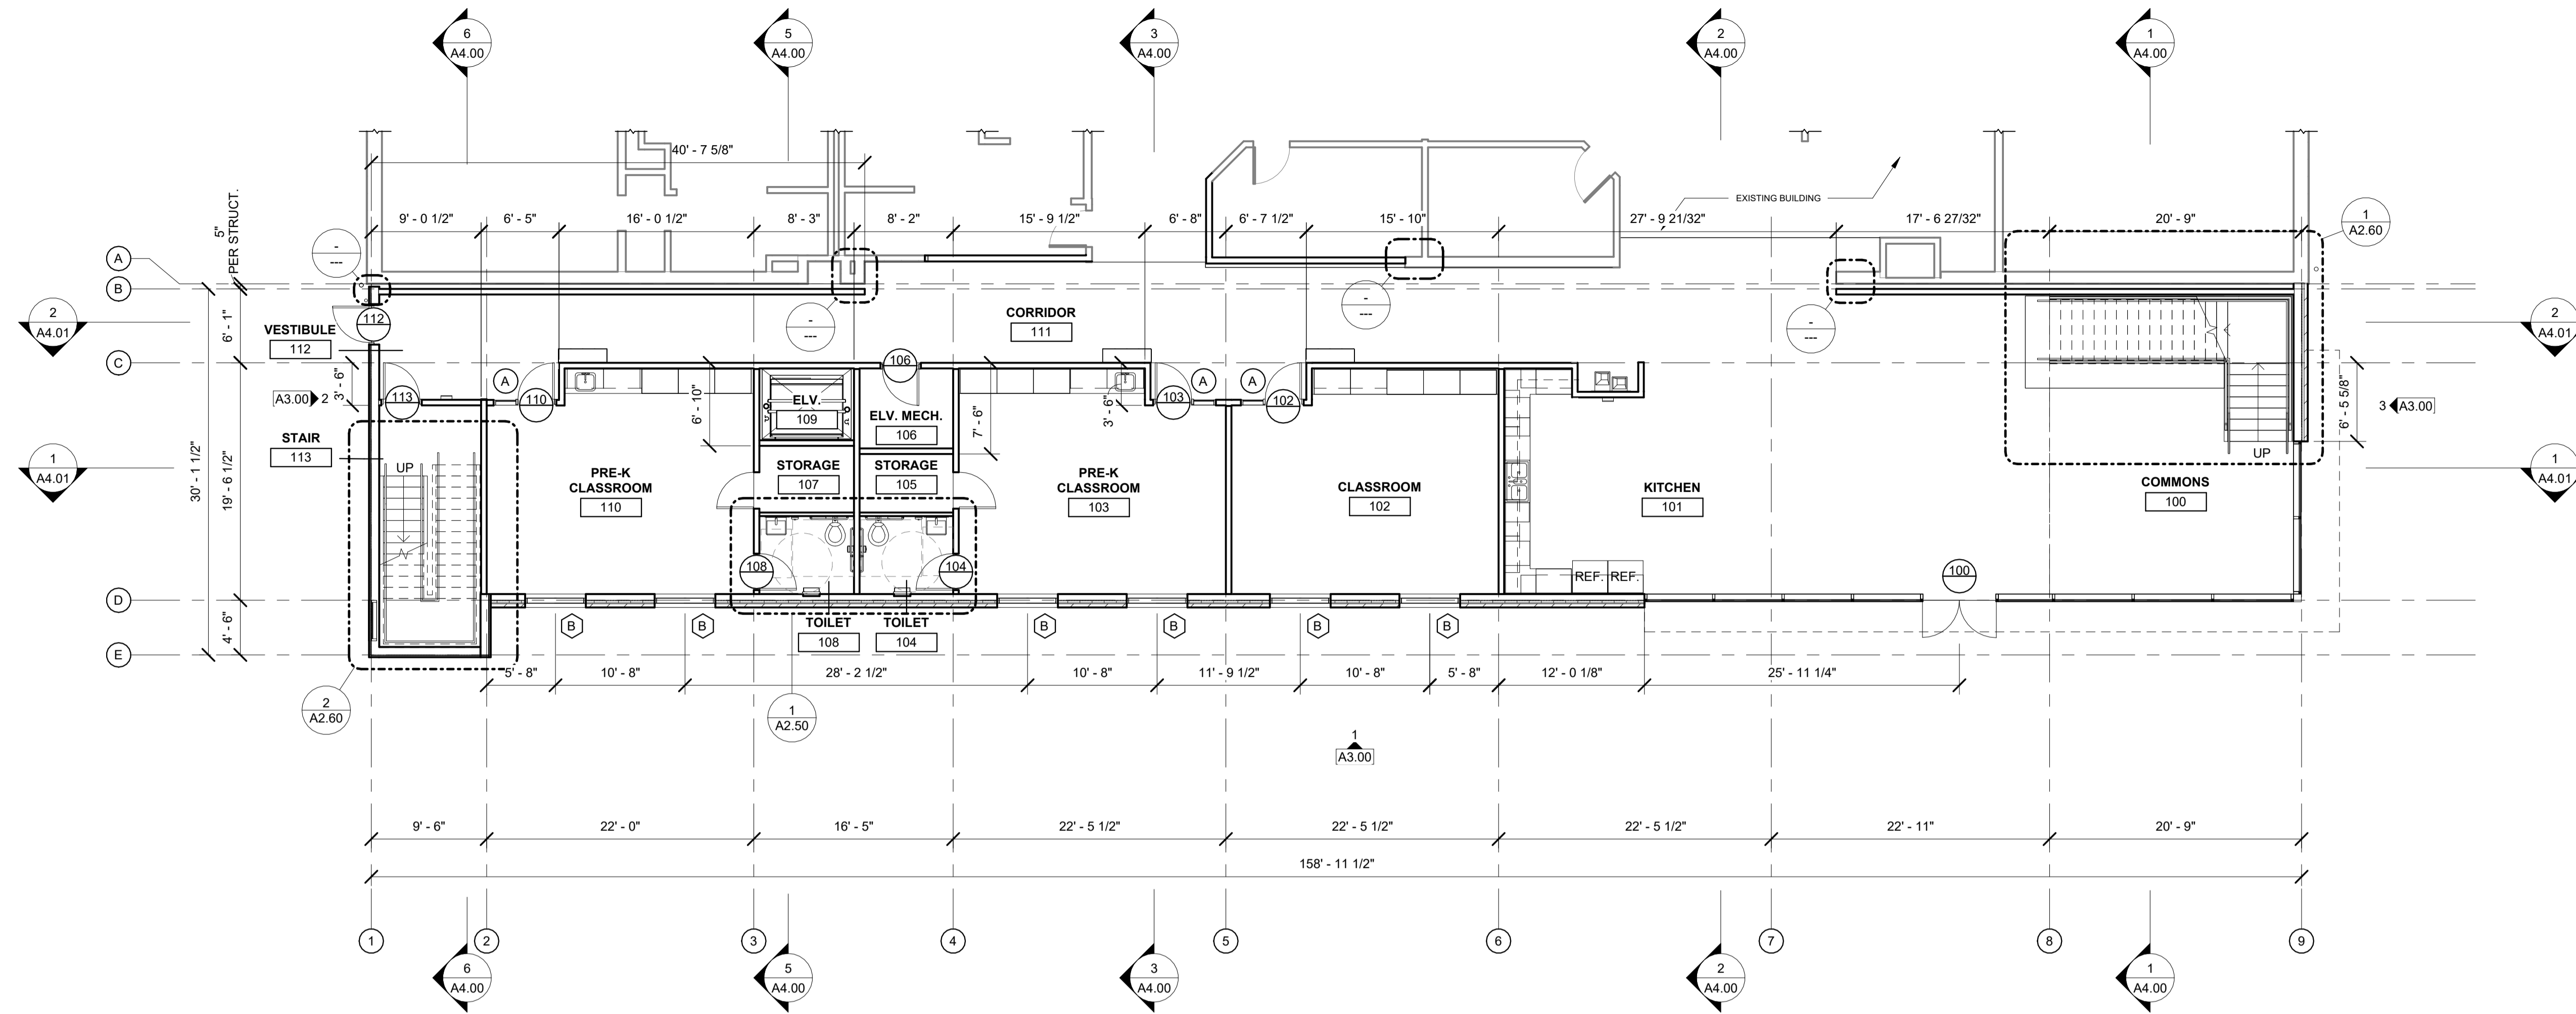 6
A4.00
5
A4.00
3
A4.00
2
A4.00
1
A4.00
40' - 7 5/8"
EXISTING BUILDING
5"
PER STRUCT.
9' - 0 1/2"
6' - 5"
16' - 0 1/2"
8' - 3"
8' - 2"
15' - 9 1/2"
6' - 8"
6' - 7 1/2"
15' - 10"
27' - 9 21/32"
17' - 6 27/32"
20' - 9"
1
A2.60
-
---
A
B
2
A4.01
VESTIBULE
112
112
6' - 1"
-
---
CORRIDOR
111
-
---
-
---
2
A4.01
C
106
3' - 6"
A3.00
2
113
A
110
6' - 10"
ELV.
109
ELV. MECH.
106
7' - 6"
3' - 6"
103
A
A
102
6' - 5 5/8"
3
A3.00
STAIR
113
30' - 1 1/2"
19' - 6 1/2"
1
A4.01
UP
PRE-K
CLASSROOM
110
STORAGE
107
STORAGE
105
PRE-K
CLASSROOM
103
CLASSROOM
102
KITCHEN
101
COMMONS
100
UP
1
A4.01
108
104
REF.
REF.
100
D
4' - 6"
E
B
B
TOILET
108
TOILET
104
B
B
B
B
5' - 8"
10' - 8"
28' - 2 1/2"
10' - 8"
11' - 9 1/2"
10' - 8"
5' - 8"
12' - 0 1/8"
25' - 11 1/4"
2
A2.60
1
A2.50
1
A3.00
9' - 6"
22' - 0"
16' - 5"
22' - 5 1/2"
22' - 5 1/2"
22' - 5 1/2"
22' - 11"
20' - 9"
158' - 11 1/2"
1
2
3
4
5
6
7
8
9
6
A4.00
5
A4.00
3
A4.00
2
A4.00
1
A4.00